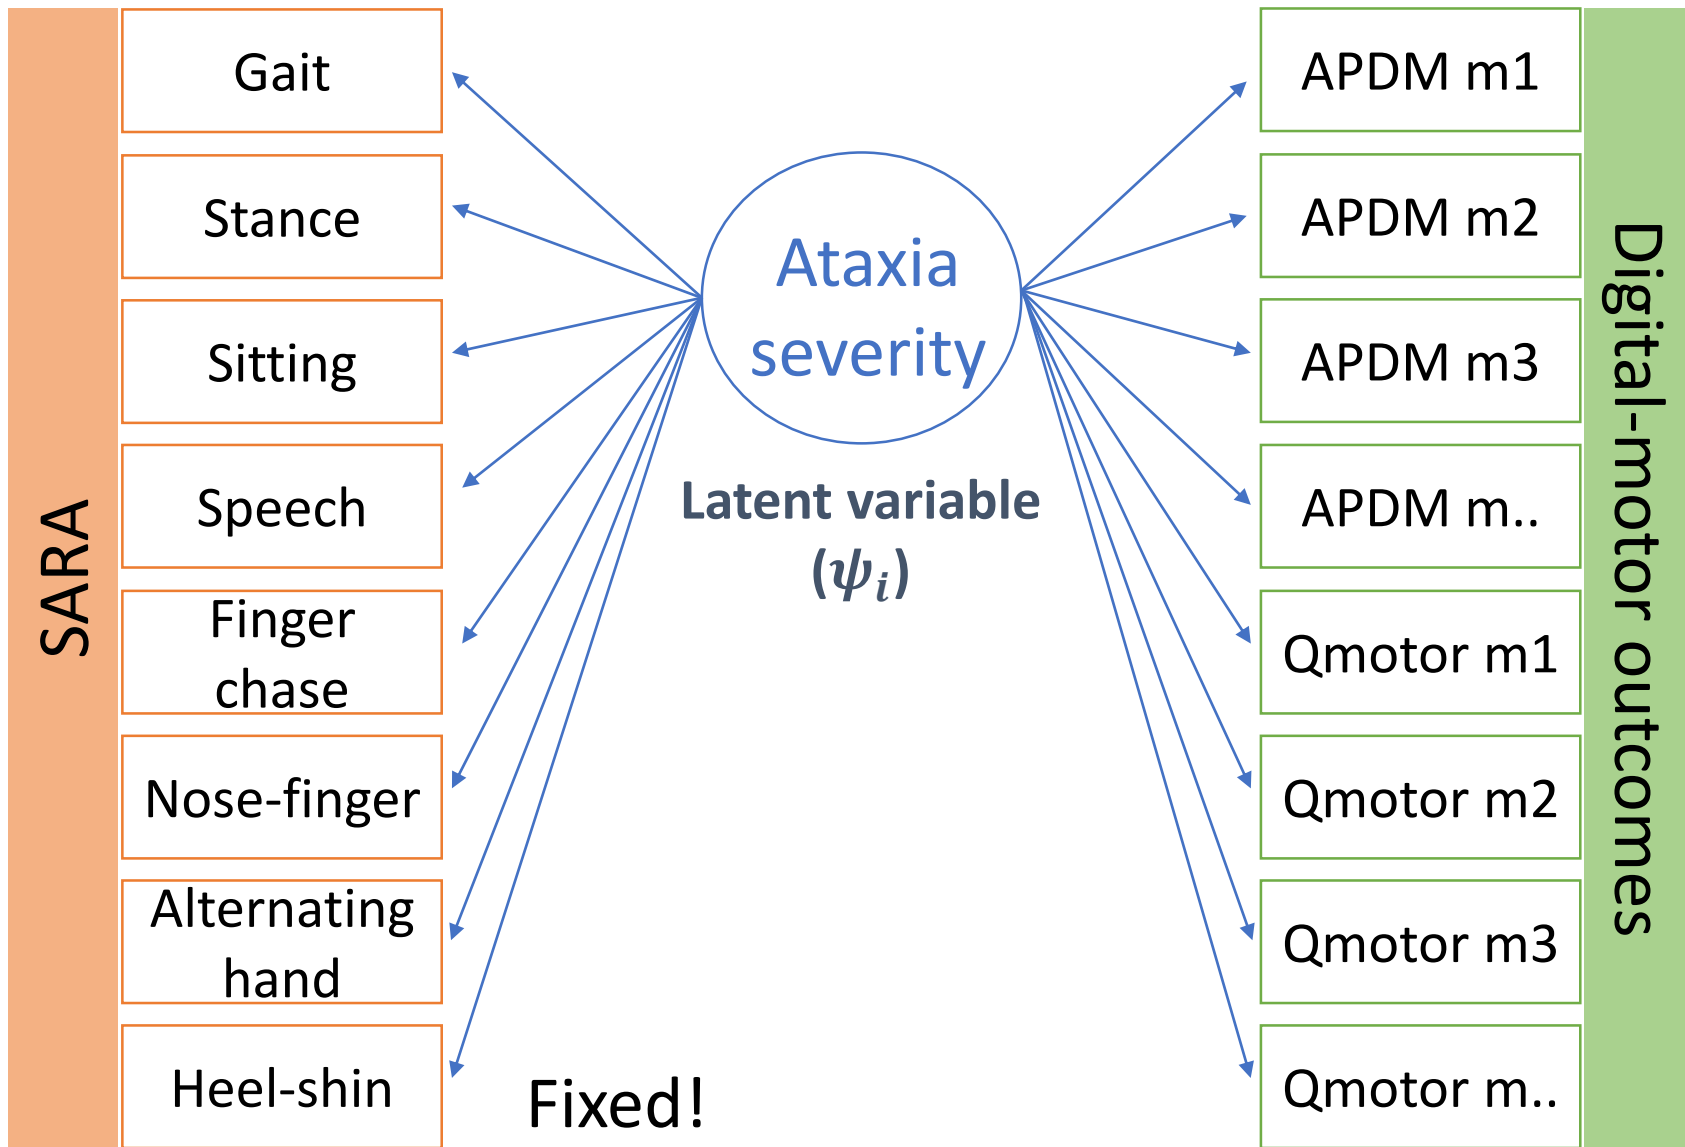 SARA
Gait
Stance
Sitting
Speech
Finger
chase
Nose-finger
Alternating
hand
Heel-shin
Ataxia
severity
Latent variable
(ψᵢ)
Fixed!
APDM m1
APDM m2
APDM m3
APDM m..
Qmotor m1
Qmotor m2
Qmotor m3
Qmotor m..
Digital-motor outcomes